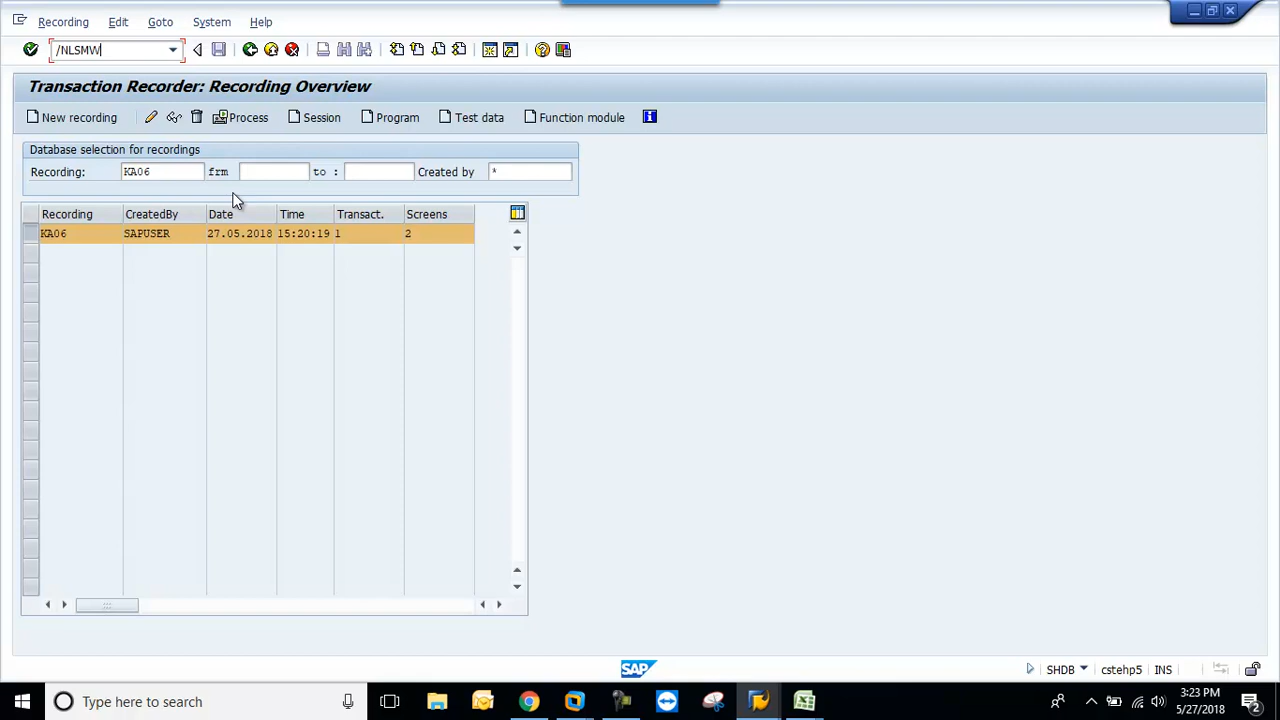 Recording Edit Goto System Help
/NLSMW
Transaction Recorder: Recording Overview
New recording Process Session Program Test data Function module
Database selection for recordings
Recording: KA06 frm to : Created by *
Recording CreatedBy Date Time Transact. Screens
KA06 SAPUSER 27.05.2018 15:20:19 1 2
SAP
SHDB cstehp5 INS
Type here to search
3:23 PM
5/27/2018
2